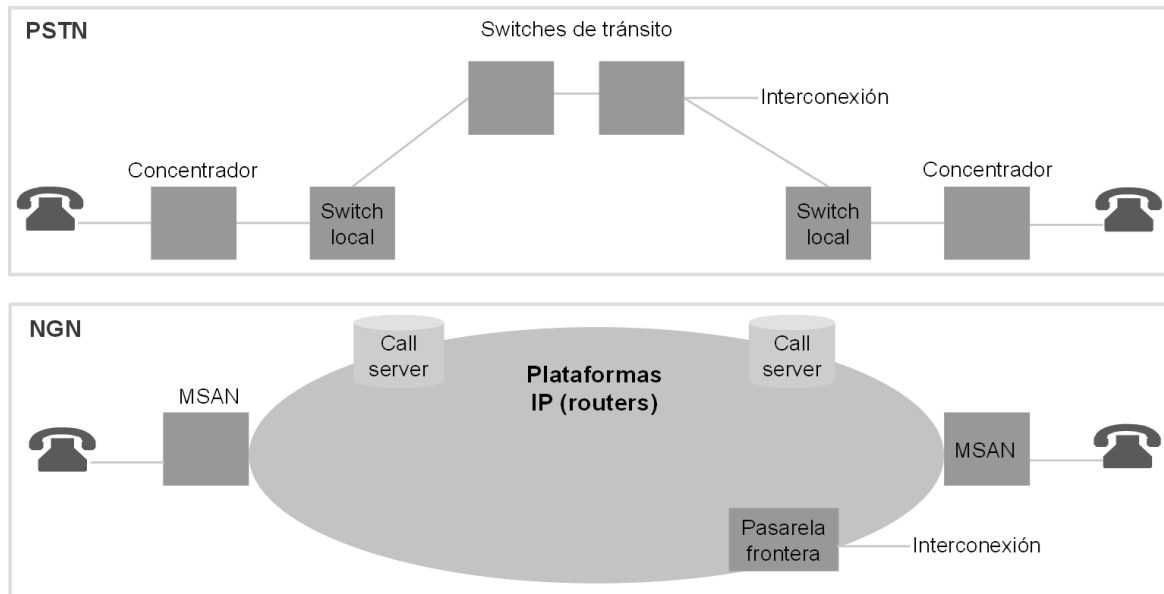 PSTN
Switches de tránsito
Interconexión
Concentrador
Concentrador
Switch
local
Switch
local
NGN
Call
server
Call
server
Plataformas
IP (routers)
MSAN
MSAN
Pasarela
frontera
Interconexión